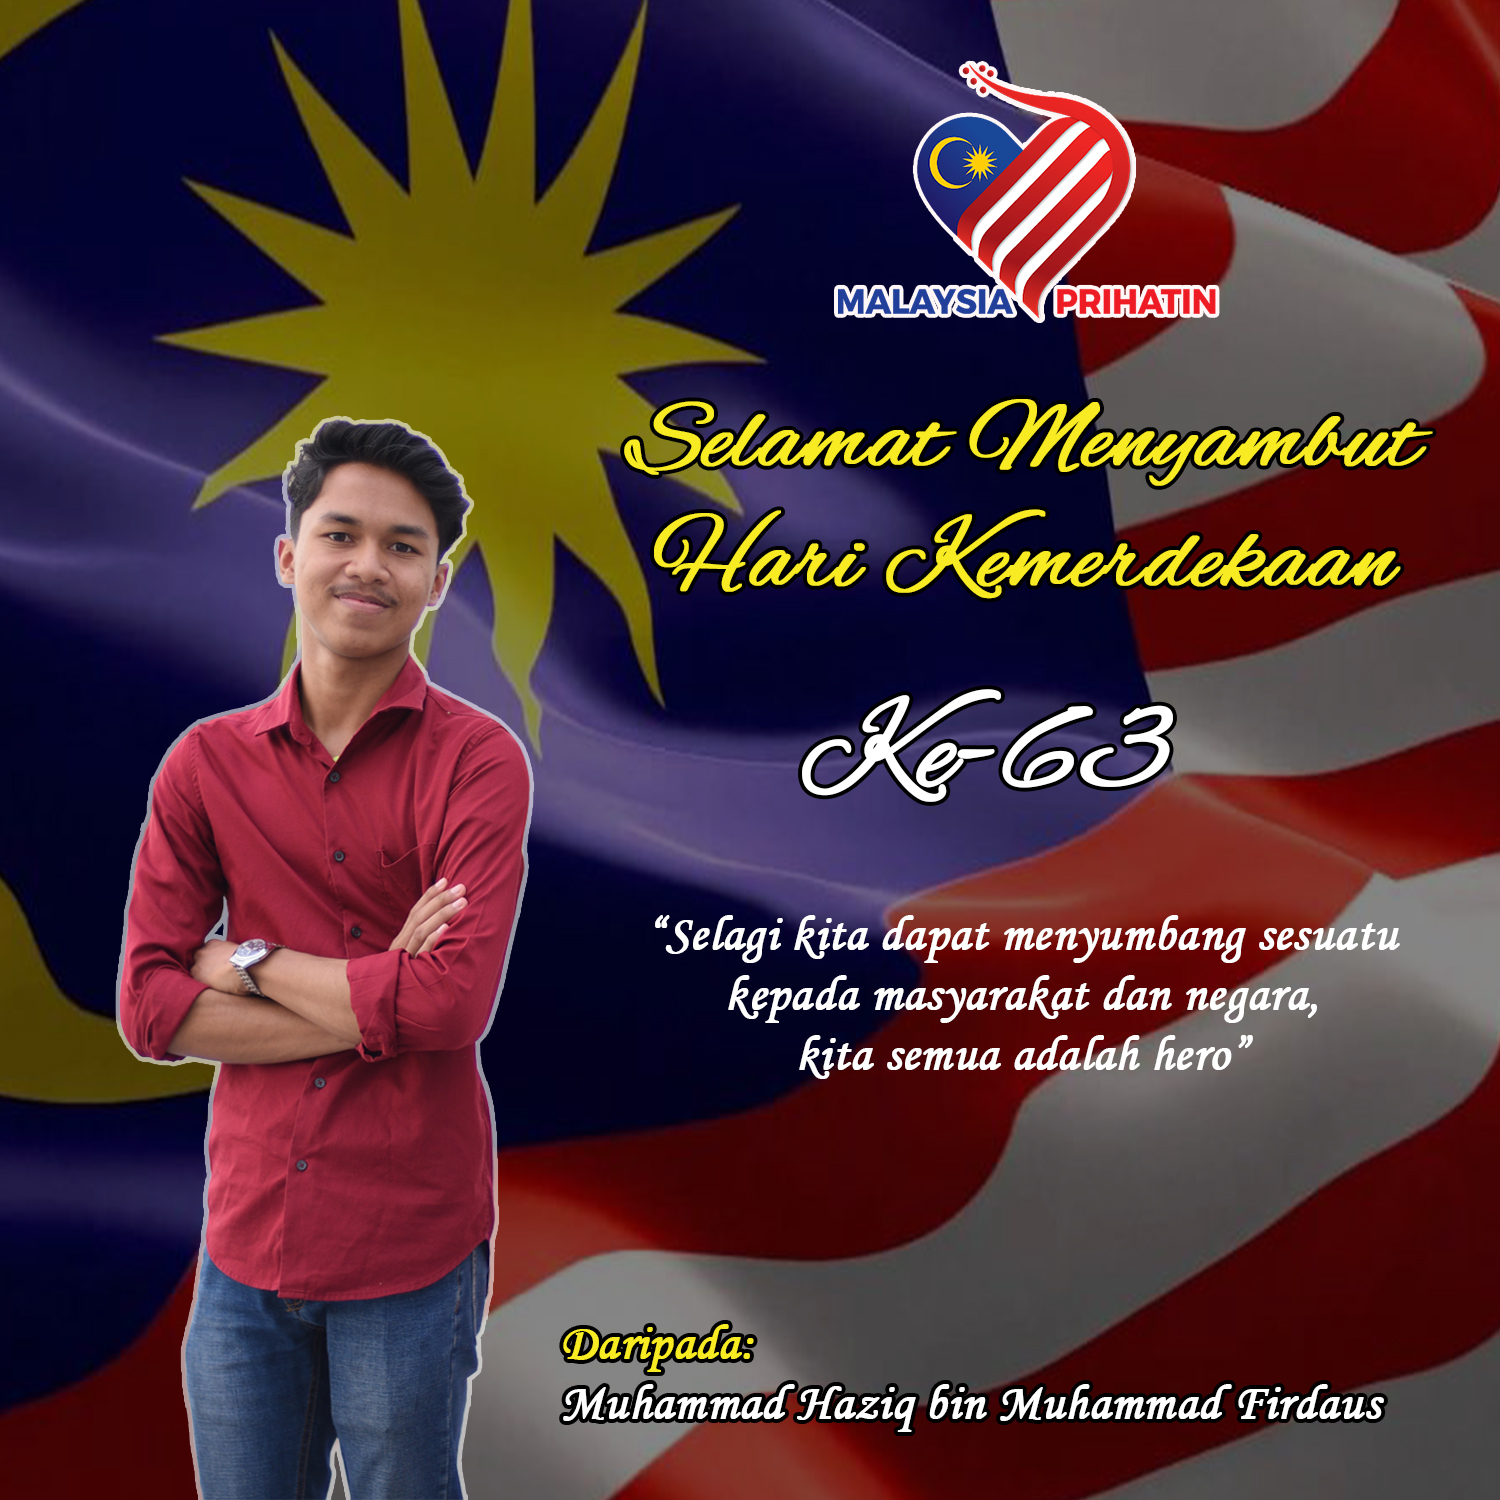 MALAYSIA PRIHATIN
Selamat Menyambut
Hari Kemerdekaan
Ke-63
“Selagi kita dapat menyumbang sesuatu
kepada masyarakat dan negara,
kita semua adalah hero”
Daripada:
Muhammad Haziq bin Muhammad Firdaus